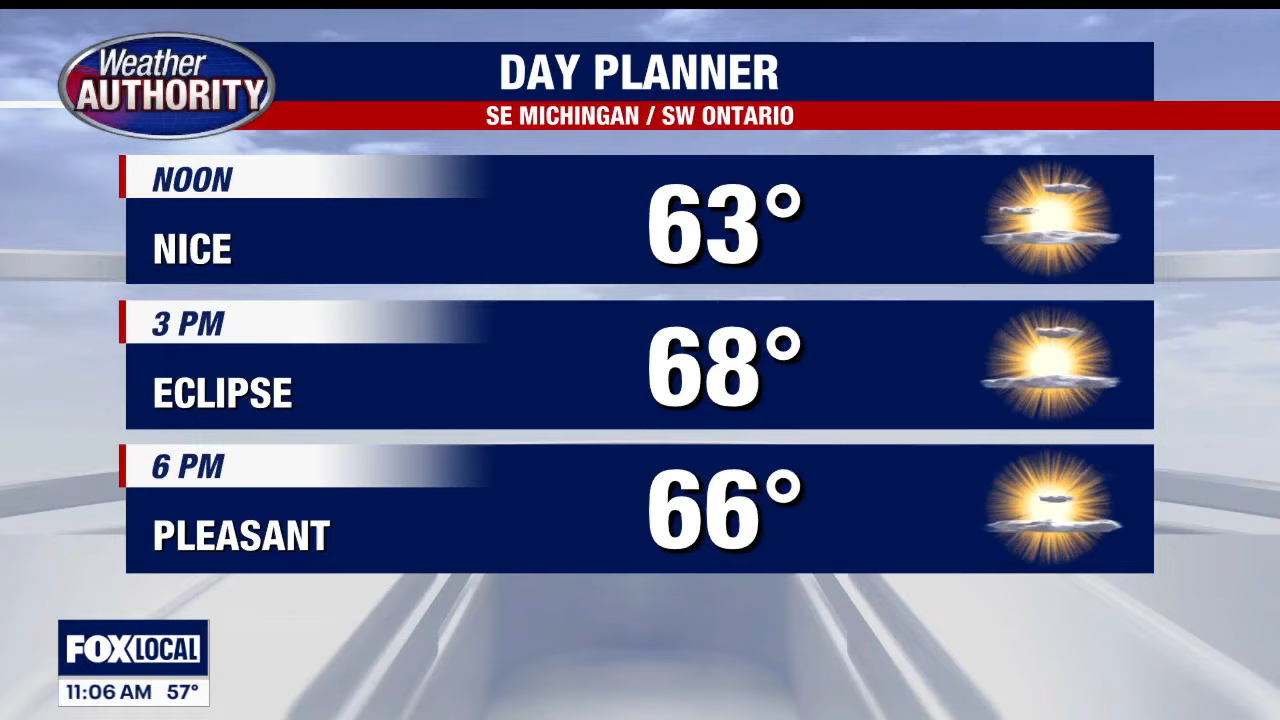 Weather
AUTHORITY
DAY PLANNER
SE MICHINGAN / SW ONTARIO
NOON
NICE
63°
3 PM
ECLIPSE
68°
6 PM
PLEASANT
66°
FOX LOCAL
11:06 AM 57°